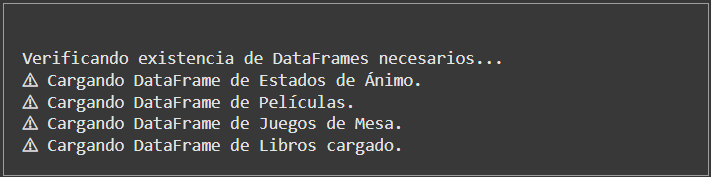 Verificando existencia de DataFrames necesarios...
⚠ Cargando DataFrame de Estados de Ánimo.
⚠ Cargando DataFrame de Películas.
⚠ Cargando DataFrame de Juegos de Mesa.
⚠ Cargando DataFrame de Libros cargado.